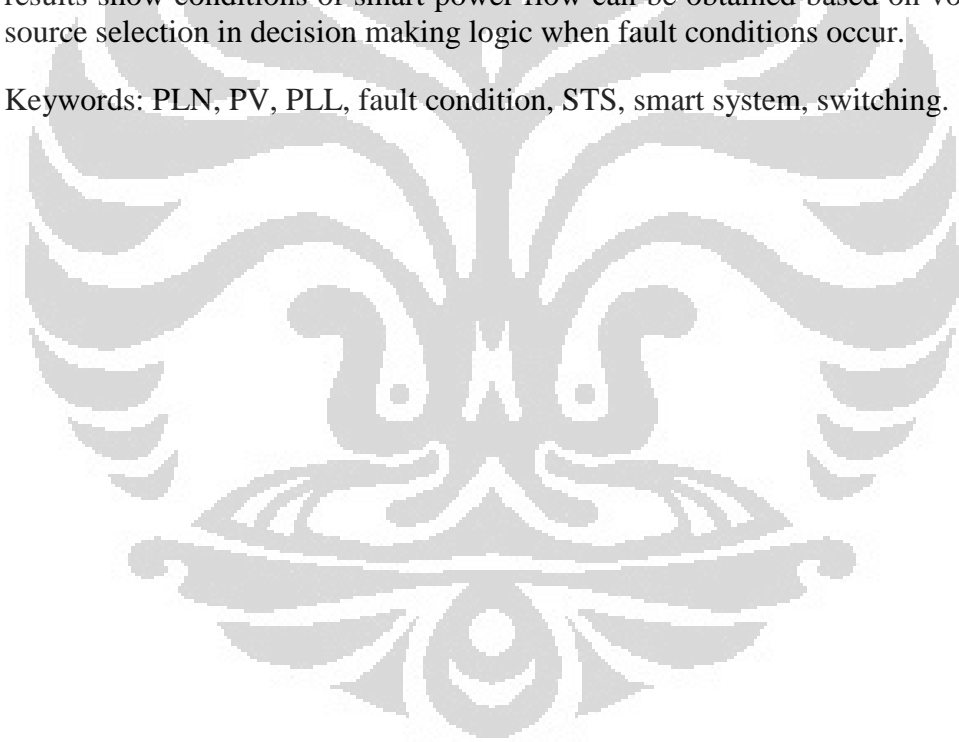 results show conditions of smart power flow can be obtained based on
source selection in decision making logic when fault conditions occur.
Keywords: PLN, PV, PLL, fault condition, STS, smart system, switching.